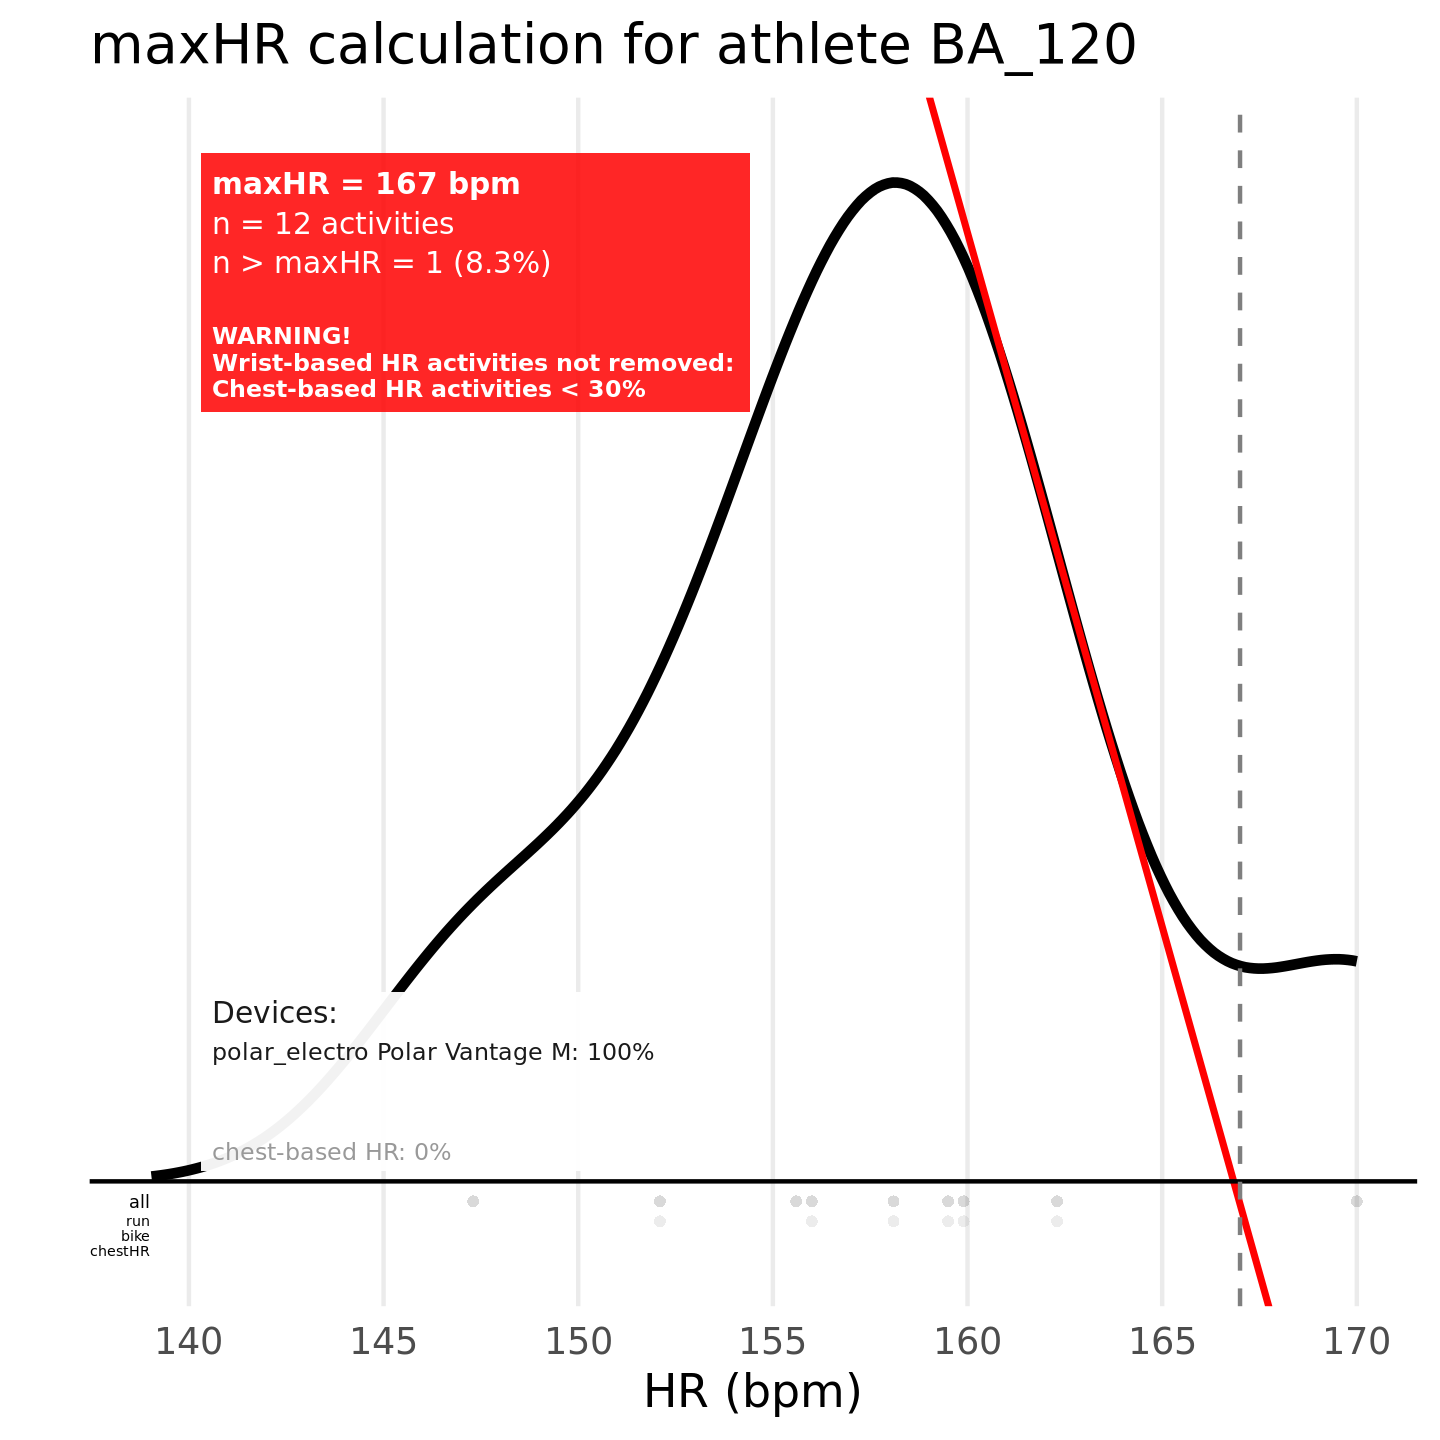 maxHR calculation for athlete BA_120
maxHR = 167 bpm
n = 12 activities
n > maxHR = 1 (8.3%)
WARNING!
Wrist-based HR activities not removed:
Chest-based HR activities < 30%
Devices:
polar_electro Polar Vantage M: 100%
chest-based HR: 0%
all
run
bike
chestHR
140 145 150 155 160 165 170
HR (bpm)